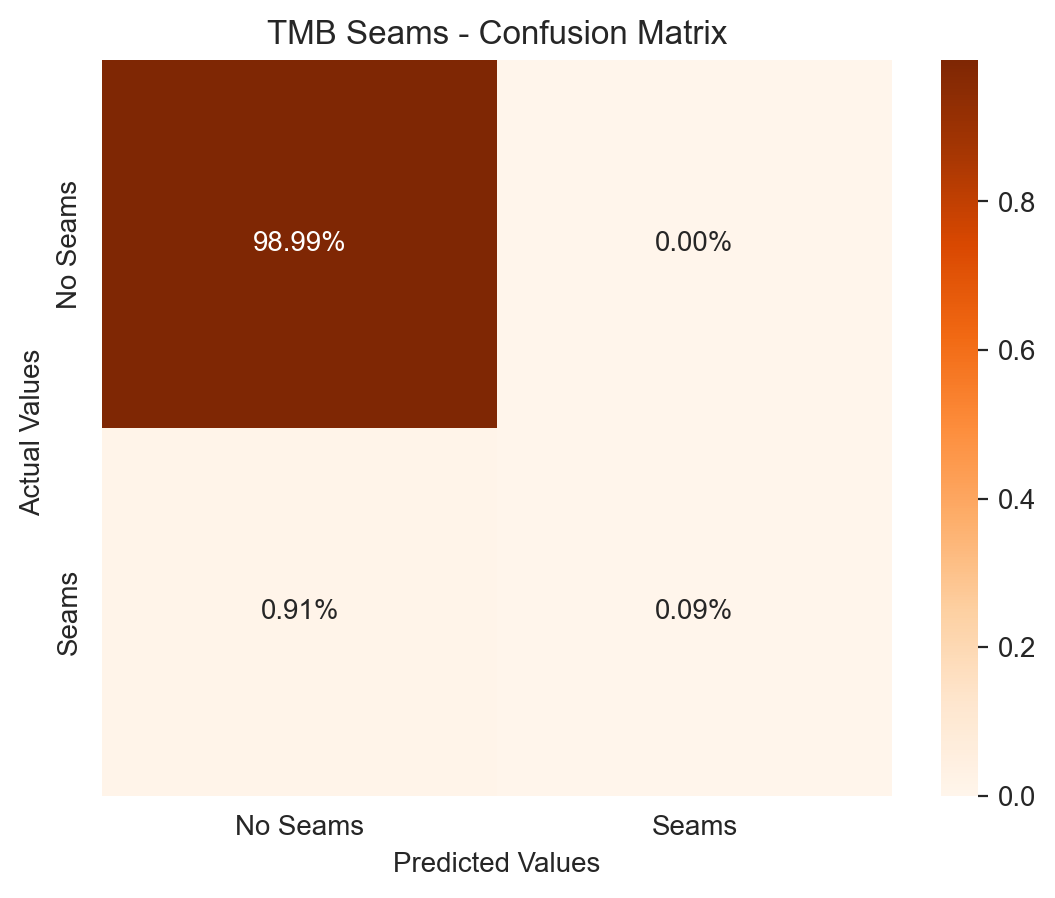 TMB Seams - Confusion Matrix
Actual Values
No Seams
98.99%
0.00%
Seams
0.91%
0.09%
No Seams
Seams
Predicted Values
0.8
0.6
0.4
0.2
0.0